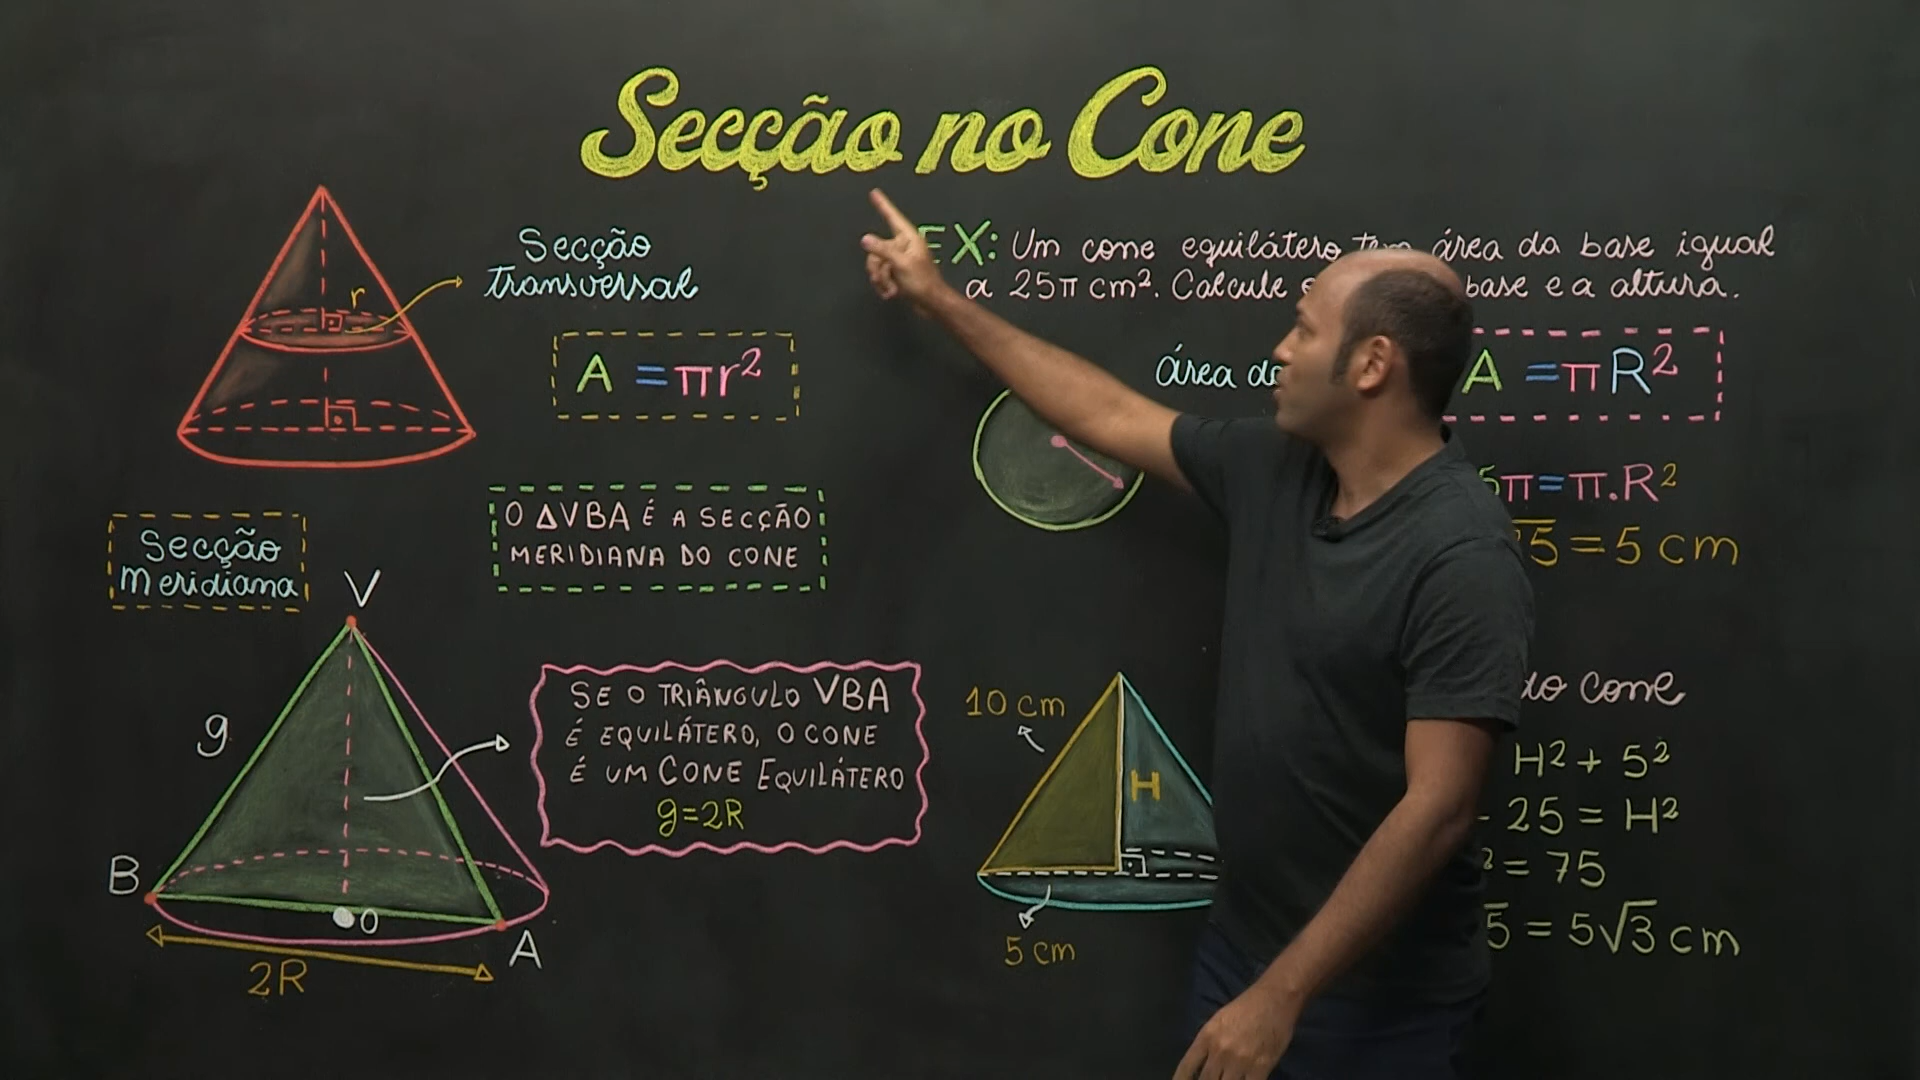 Secção no Cone
Secção
transversal
r
A = πr²
Secção
Meridiana
O ΔVBA É A SECÇÃO
MERIDIANA DO CONE
V
g
B
O
A
2R
SE O TRIÂNGULO VBA
É EQUILÁTERO, O CONE
É UM CONE EQUILÁTERO
g=2R
EX: Um cone equilátero tem área da base igual
a 25π cm². Calcule base e a altura.
área
A = πR²
π = π.R²
5 = 5 cm
10 cm
H
5 cm
do cone
H² + 5²
- 25 = H²
² = 75
5 = 5√3 cm